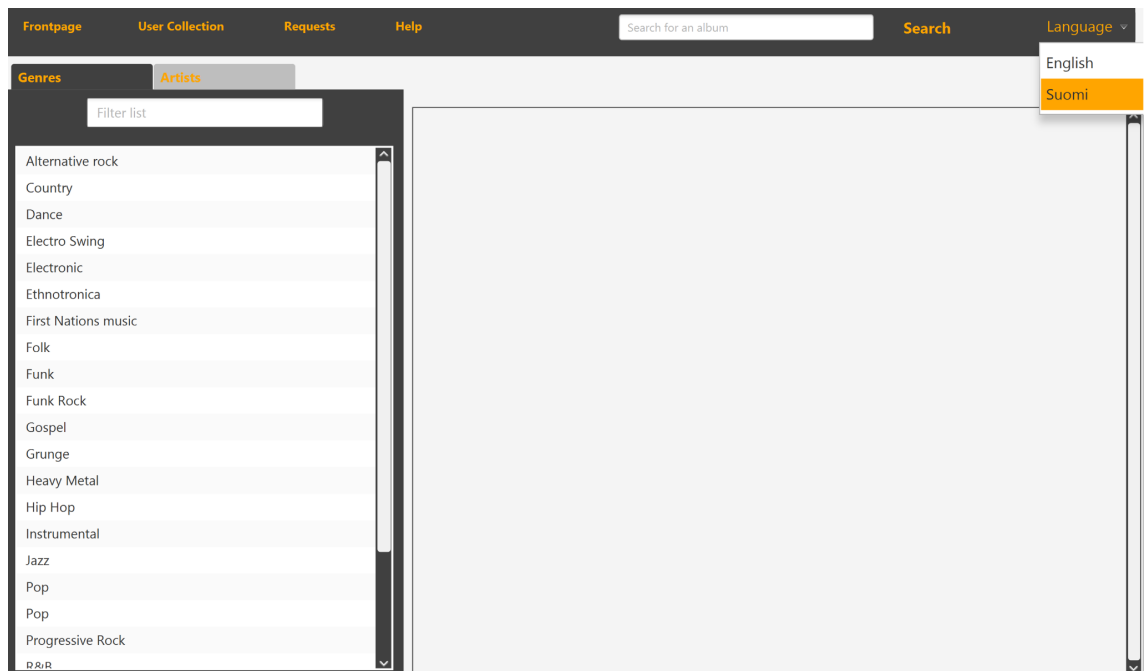 Frontpage User Collection Requests Help Search for an album Search Language
English
Suomi
Genres Artists
Filter list
Alternative rock
Country
Dance
Electro Swing
Electronic
Ethnotronica
First Nations music
Folk
Funk
Funk Rock
Gospel
Grunge
Heavy Metal
Hip Hop
Instrumental
Jazz
Pop
Pop
Progressive Rock
R&B